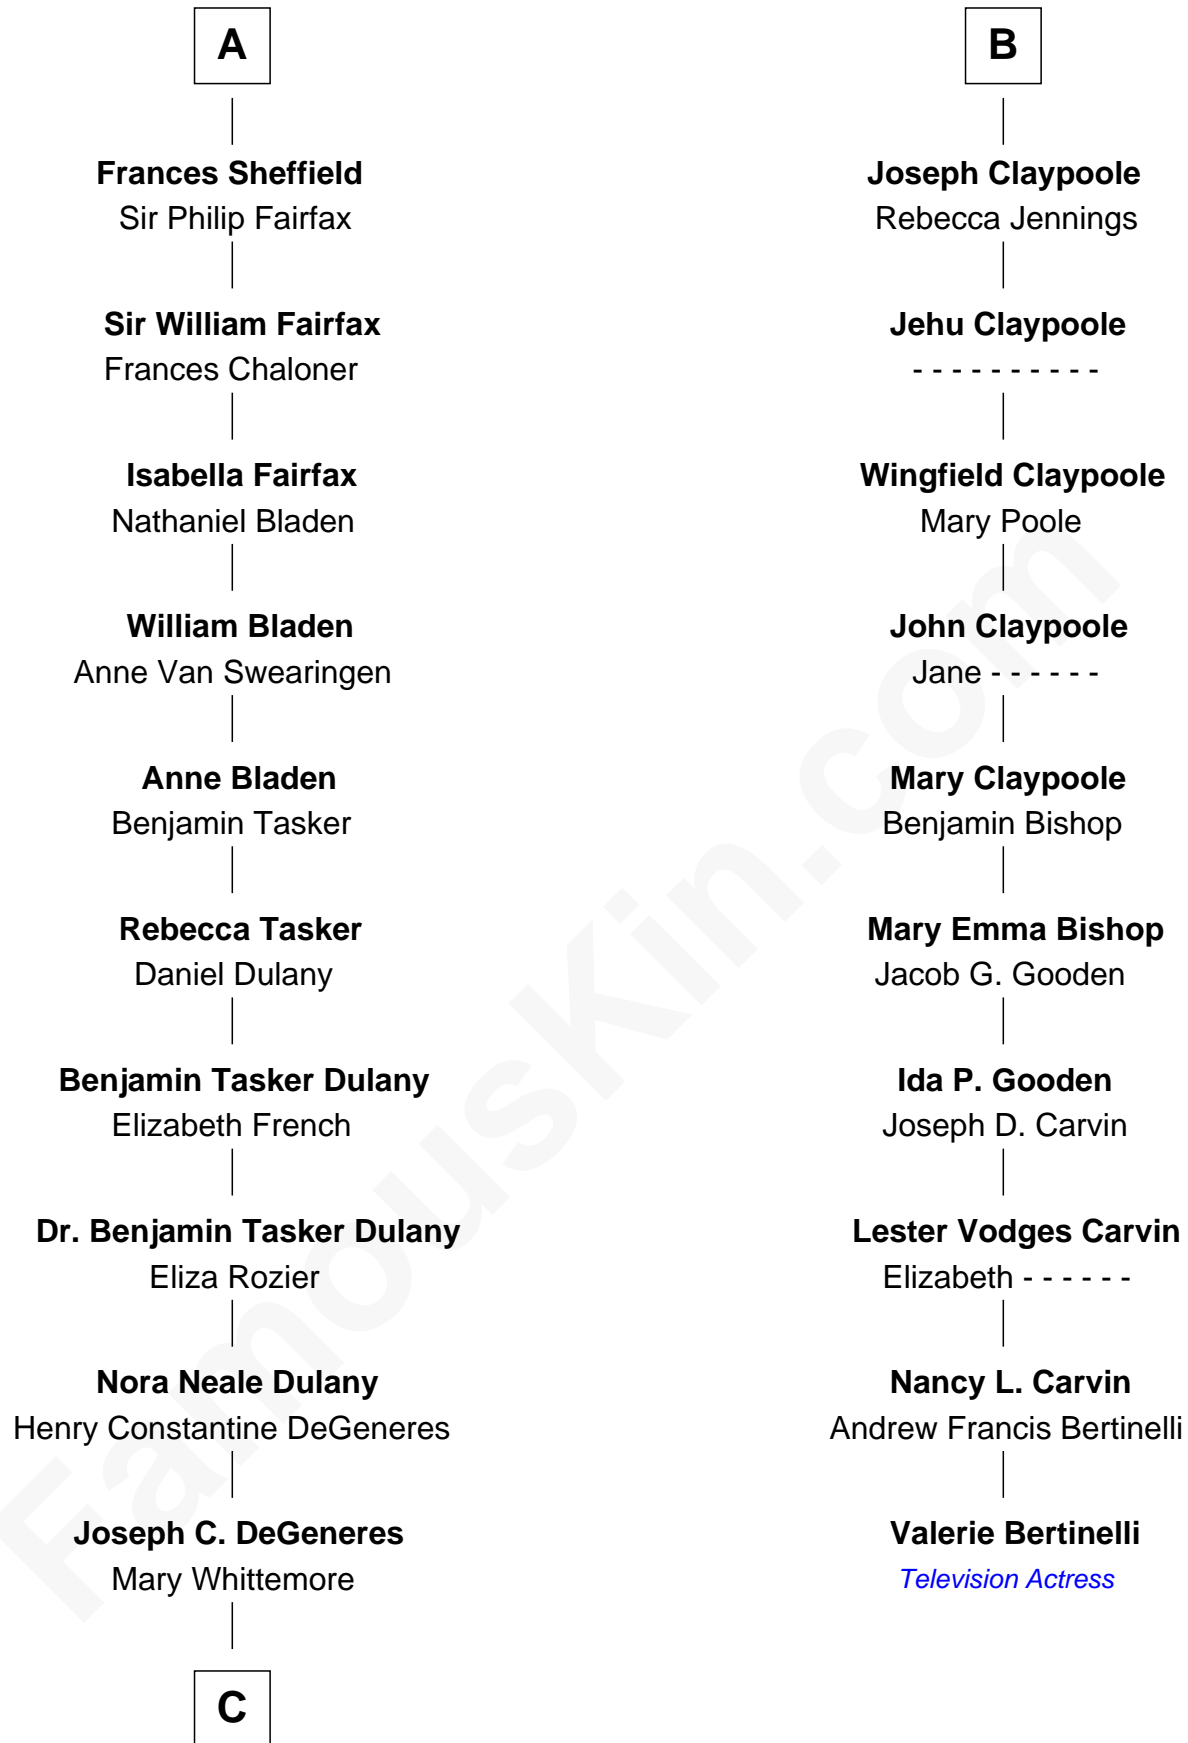 A
Frances Sheffield
Sir Philip Fairfax
Sir William Fairfax
Frances Chaloner
Isabella Fairfax
Nathaniel Bladen
William Bladen
Anne Van Swearingen
Anne Bladen
Benjamin Tasker
Rebecca Tasker
Daniel Dulany
Benjamin Tasker Dulany
Elizabeth French
Dr. Benjamin Tasker Dulany
Eliza Rozier
Nora Neale Dulany
Henry Constantine DeGeneres
Joseph C. DeGeneres
Mary Whittemore
C
B
Joseph Claypoole
Rebecca Jennings
Jehu Claypoole
- - - - - - - - - -
Wingfield Claypoole
Mary Poole
John Claypoole
Jane - - - - - -
Mary Claypoole
Benjamin Bishop
Mary Emma Bishop
Jacob G. Gooden
Ida P. Gooden
Joseph D. Carvin
Lester Vodges Carvin
Elizabeth - - - - - -
Nancy L. Carvin
Andrew Francis Bertinelli
Valerie Bertinelli
Television Actress
FamousKin.com